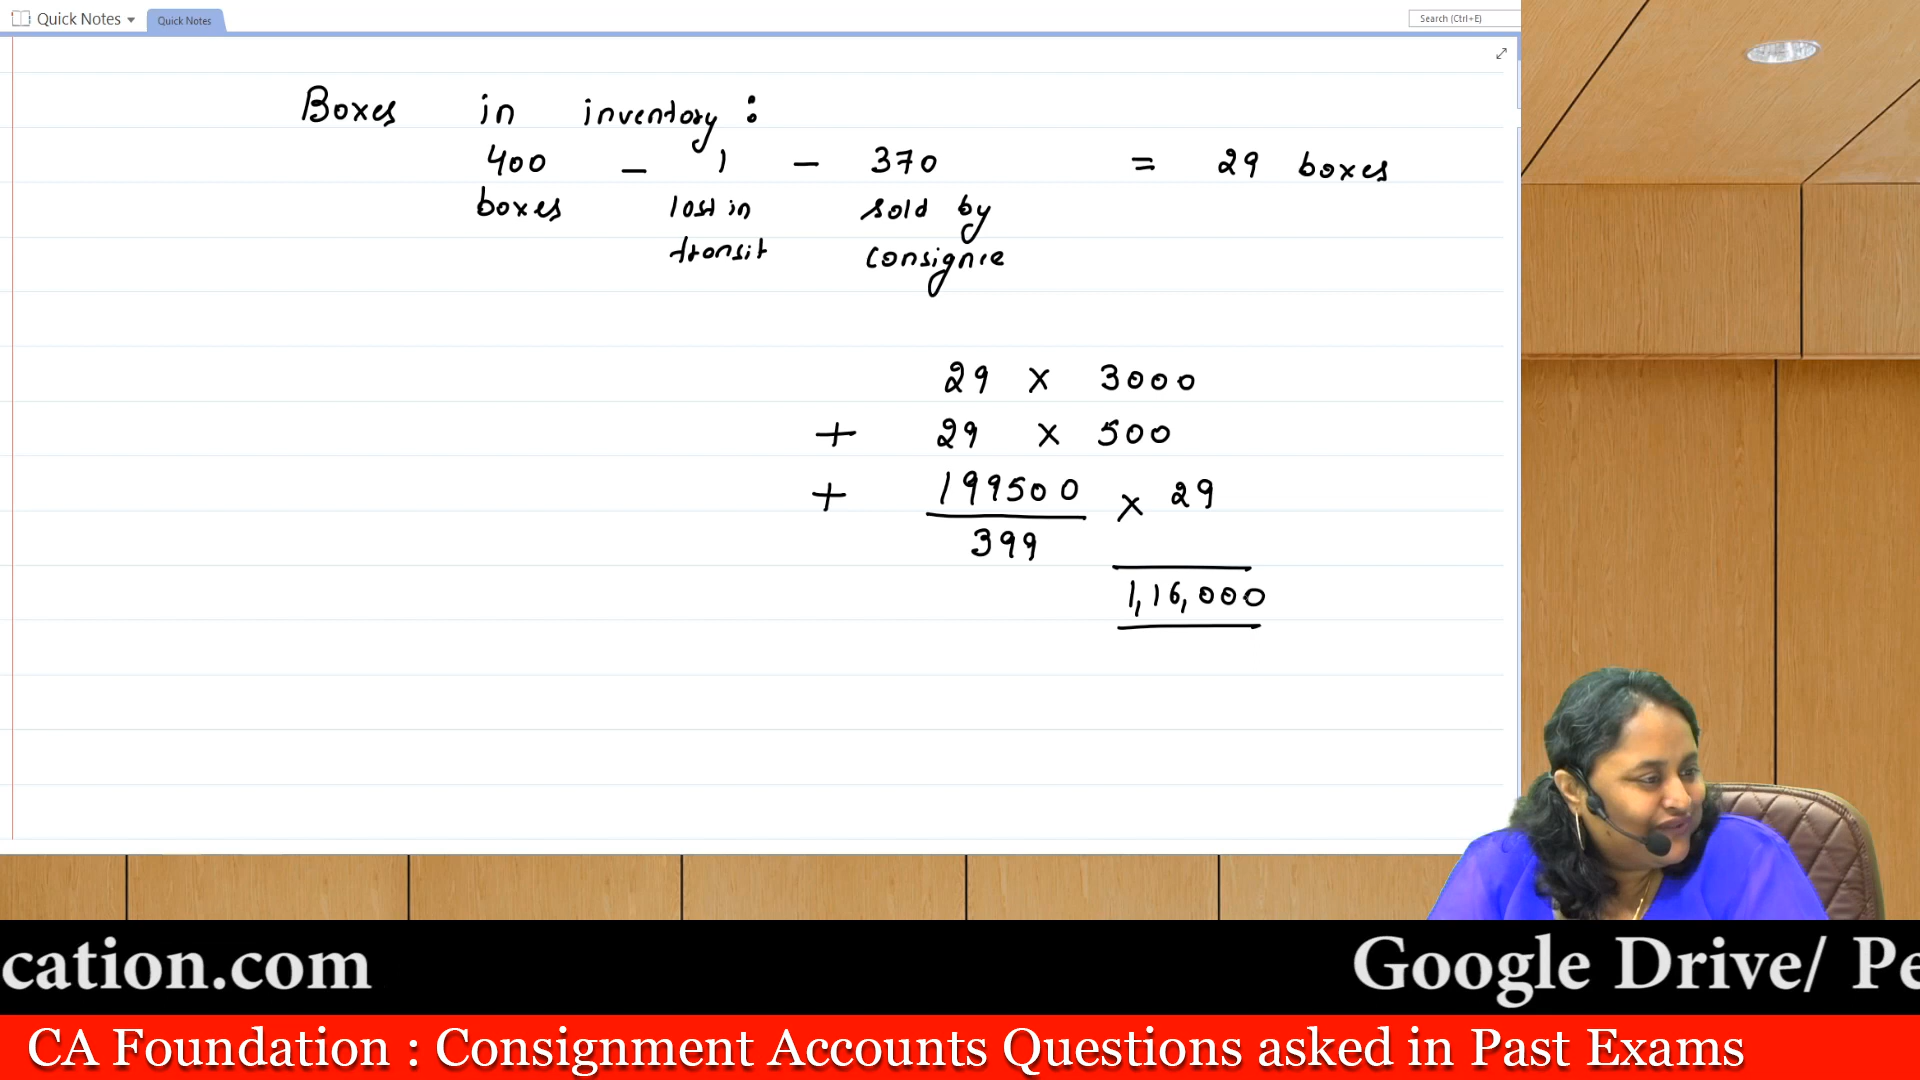 Quick Notes
Quick Notes
Search (Ctrl+E)
Boxes in inventory :
400 - 1 - 370 = 29 boxes
boxes lost in sold by
transit consignee
29 x 3000
+ 29 x 500
+ 199500 x 29
399
1,16,000
cation.com Google Drive/ Pe
CA Foundation : Consignment Accounts Questions asked in Past Exams